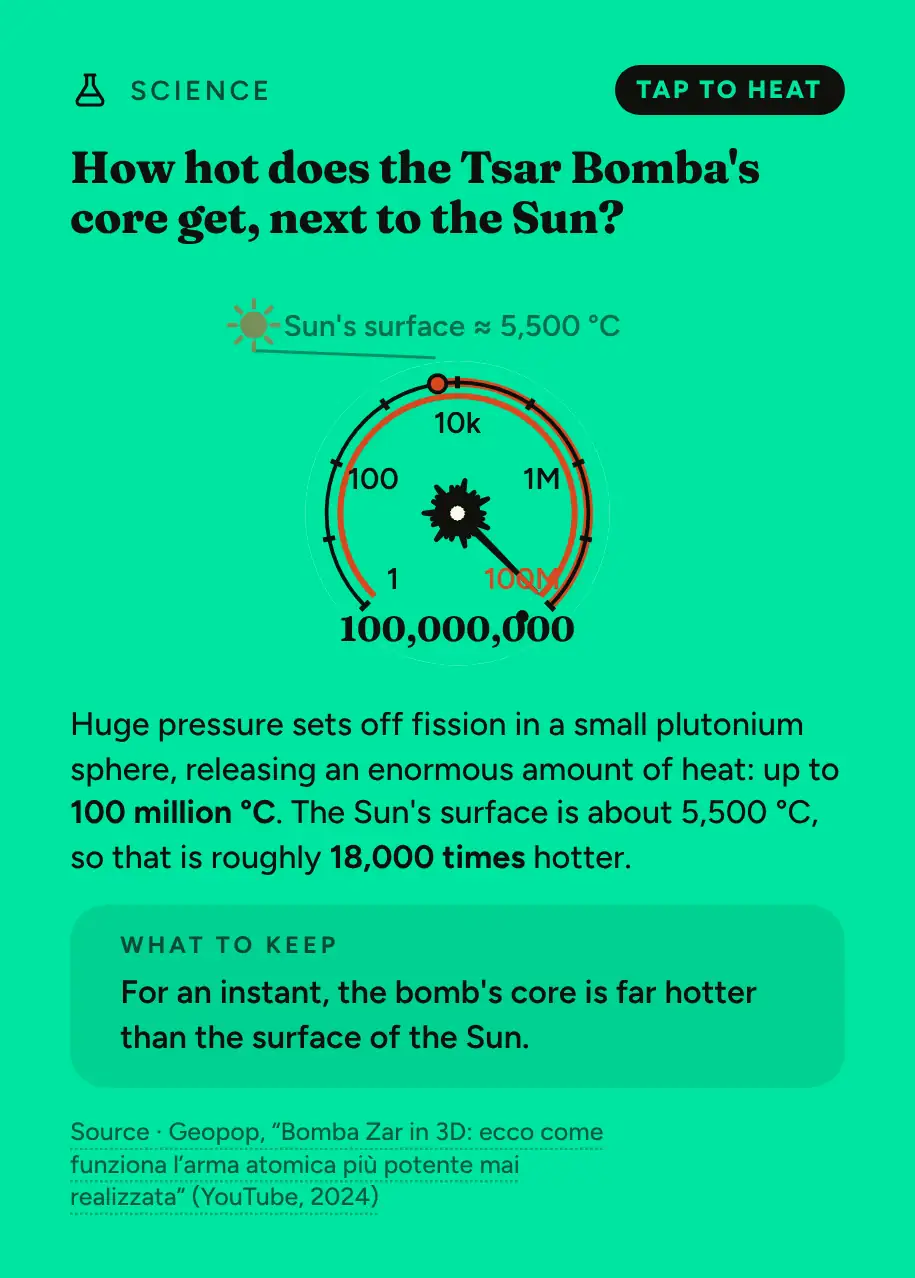 SCIENCE
TAP TO HEAT
How hot does the Tsar Bomba's
core get, next to the Sun?
Sun's surface ≈ 5,500 °C
10k
100
1M
1
100M
100,000,000
Huge pressure sets off fission in a small plutonium
sphere, releasing an enormous amount of heat: up to
100 million °C. The Sun's surface is about 5,500 °C,
so that is roughly 18,000 times hotter.
WHAT TO KEEP
For an instant, the bomb's core is far hotter
than the surface of the Sun.
Source · Geopop, “Bomba Zar in 3D: ecco come
funziona l’arma atomica più potente mai
realizzata” (YouTube, 2024)